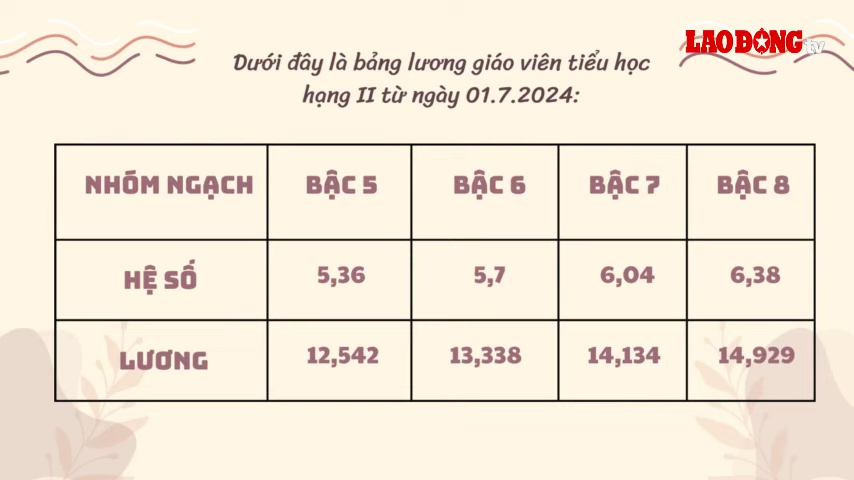 LAO ĐỘNG tv
Dưới đây là bảng lương giáo viên tiểu học
hạng II từ ngày 01.7.2024:
NHÓM NGẠCH BẬC 5 BẬC 6 BẬC 7 BẬC 8
HỆ SỐ 5,36 5,7 6,04 6,38
LƯƠNG 12,542 13,338 14,134 14,929